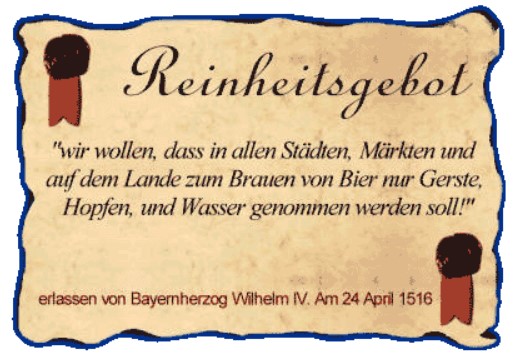 Reinheitsgebot
"wir wollen, dass in allen Städten, Märkten und
auf dem Lande zum Brauen von Bier nur Gerste,
Hopfen, und Wasser genommen werden soll!"
erlassen von Bayernherzog Wilhelm IV. Am 24 April 1516